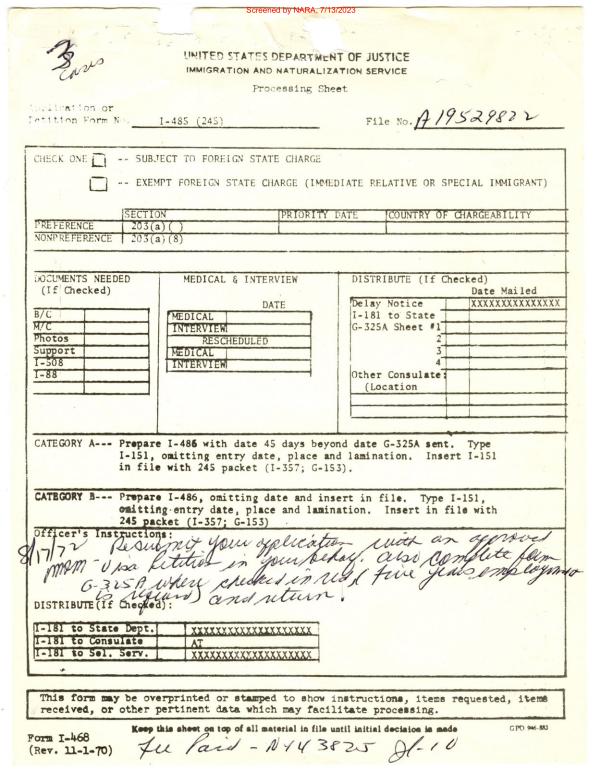 Screened by NARA, 7/13/2023
3
UNITED STATES DEPARTMENT OF JUSTICE
IMMIGRATION AND NATURALIZATION SERVICE
Processing Sheet
Application or
Petition Form No. I-485 (245) File No. A19529822
CHECK ONE -- SUBJECT TO FOREIGN STATE CHARGE
-- EXEMPT FOREIGN STATE CHARGE (IMMEDIATE RELATIVE OR SPECIAL IMMIGRANT)
SECTION PRIORITY DATE COUNTRY OF CHARGEABILITY
PREFERENCE 203(a)( )
NONPREFERENCE 203(a)(8)
DOCUMENTS NEEDED MEDICAL & INTERVIEW DISTRIBUTE (If Checked)
(If Checked) Date Mailed
DATE Delay Notice XXXXXXXXXXXXXXX
B/C MEDICAL I-181 to State
M/C INTERVIEW G-325A Sheet #1
Photos RESCHEDULED 2
Support MEDICAL 3
I-508 INTERVIEW 4
I-88 Other Consulate:
(Location
CATEGORY A--- Prepare I-486 with date 45 days beyond date G-325A sent. Type
I-151, omitting entry date, place and lamination. Insert I-151
in file with 245 packet (I-357; G-153).
CATEGORY B--- Prepare I-486, omitting date and insert in file. Type I-151,
omitting entry date, place and lamination. Insert in file with
245 packet (I-357; G-153)
Officer's Instructions:
8/17/72 Resubmit your application with an approved
visa Petition in your behalf. also complete form
G-325A where checked in red (five years employment
is required) and return.
DISTRIBUTE(If Checked):
I-181 to State Dept. XXXXXXXXXXXXXXXXXXXX
I-181 to Consulate AT
I-181 to Sel. Serv. XXXXXXXXXXXXXXXXXXXX
This form may be overprinted or stamped to show instructions, items requested, items
received, or other pertinent data which may facilitate processing.
Keep this sheet on top of all material in file until initial decision is made GPO 946-883
Form I-468
(Rev. 11-1-70) Fee Paid - NY43825